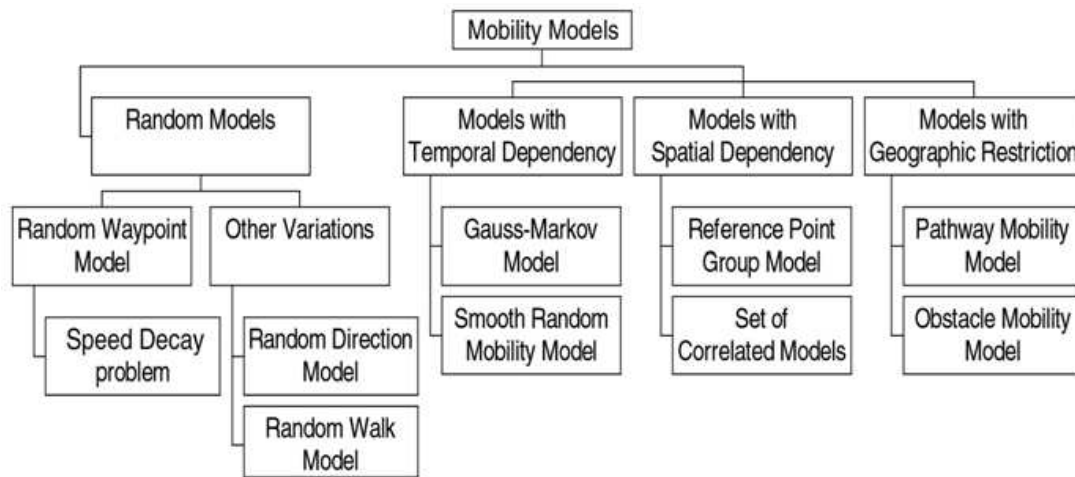 Mobility Models
Random Models
Models with
Temporal Dependency
Models with
Spatial Dependency
Models with
Geographic Restriction
Random Waypoint
Model
Other Variations
Gauss-Markov
Model
Reference Point
Group Model
Pathway Mobility
Model
Speed Decay
problem
Random Direction
Model
Smooth Random
Mobility Model
Set of
Correlated Models
Obstacle Mobility
Model
Random Walk
Model